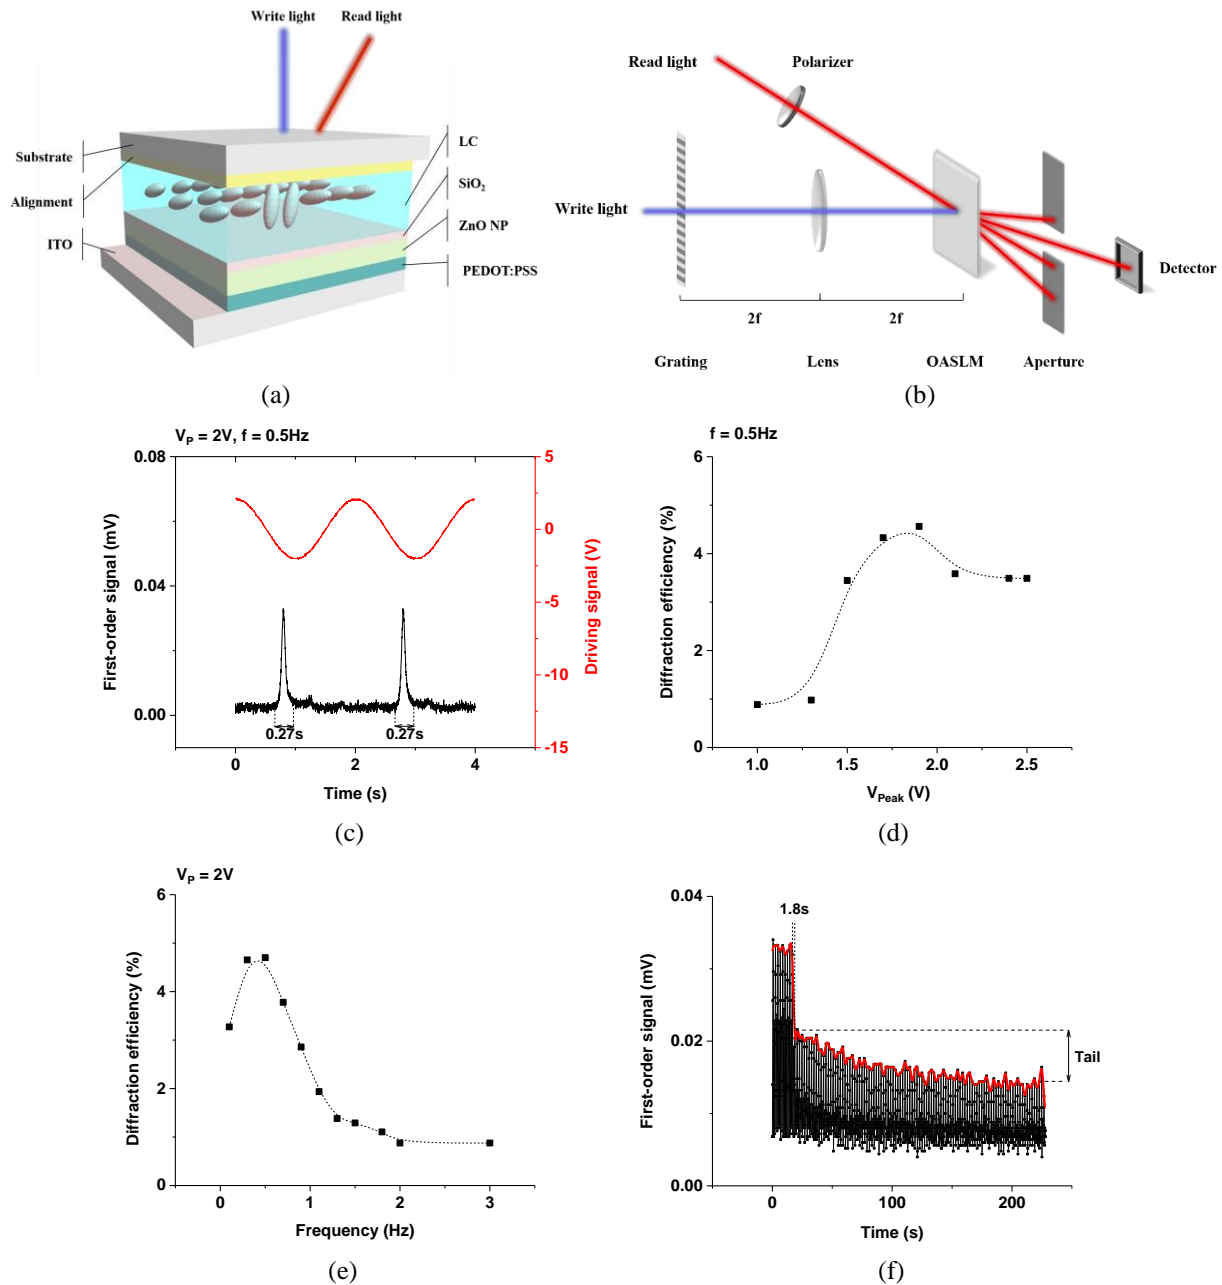 Write light
Read light
Substrate
Alignment
ITO
LC
SiO₂
ZnO NP
PEDOT:PSS
(a)
Read light
Polarizer
Write light
Detector
2f
2f
Grating
Lens
OASLM
Aperture
(b)
V_P = 2V, f = 0.5Hz
First-order signal (mV)
0.08
0.04
0.00
5
0
-5
-10
-15
Driving signal (V)
0.27s
0.27s
0
2
4
Time (s)
(c)
f = 0.5Hz
Diffraction efficiency (%)
6
4
2
0
1.0
1.5
2.0
2.5
V_Peak (V)
(d)
V_P = 2V
Diffraction efficiency (%)
6
4
2
0
0
1
2
3
Frequency (Hz)
(e)
First-order signal (mV)
0.04
0.02
0.00
1.8s
Tail
0
100
200
Time (s)
(f)